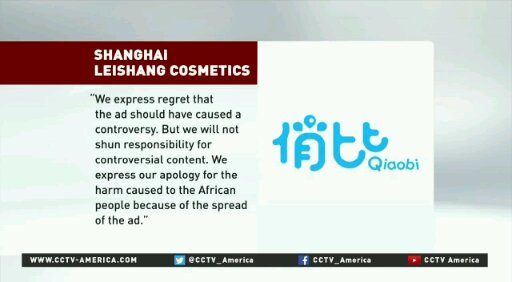 SHANGHAI
LEISHANG COSMETICS
“We express regret that
the ad should have caused a
controversy. But we will not
shun responsibility for
controversial content. We
express our apology for the
harm caused to the African
people because of the spread
of the ad.”
俏比
Qiaobi
WWW.CCTV-AMERICA.COM
@CCTV_America
CCTV_America
CCTV America